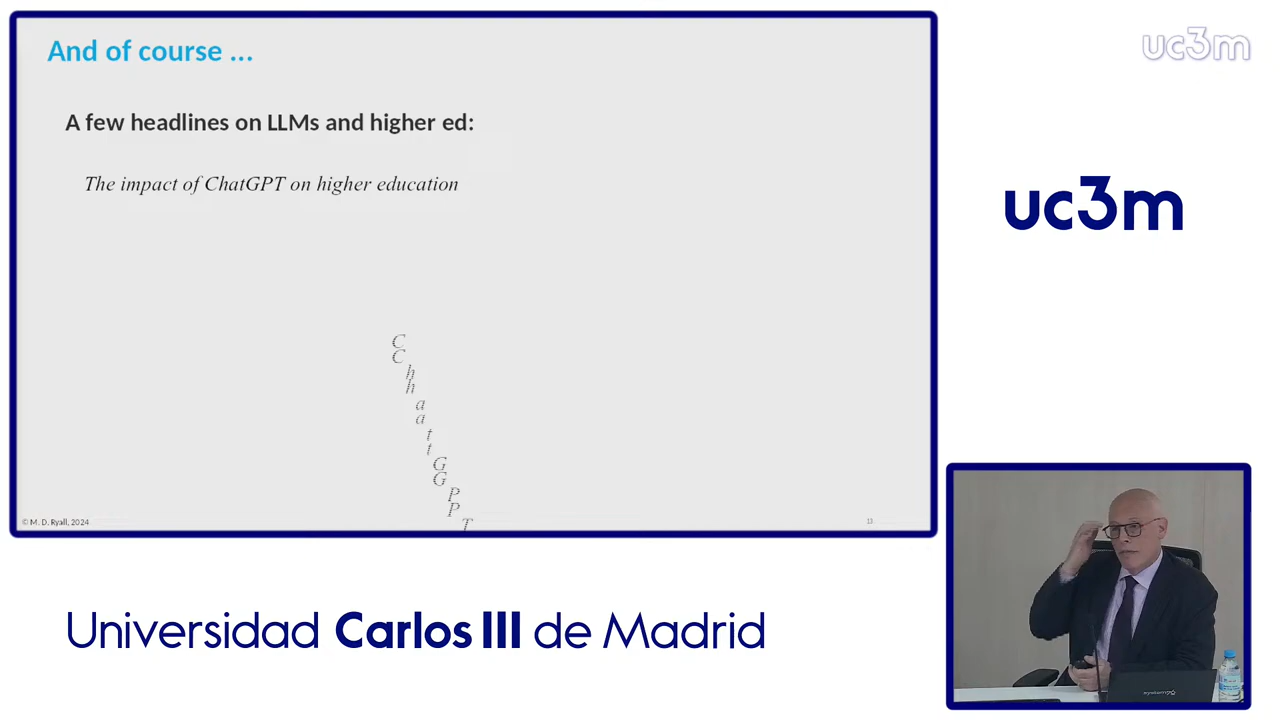 And of course ...
uc3m
A few headlines on LLMs and higher ed:
The impact of ChatGPT on higher education
uc3m
C
C
h
h
a
a
t
t
G
G
P
P
T
© M. D. Ryall, 2024
13
Universidad Carlos III de Madrid